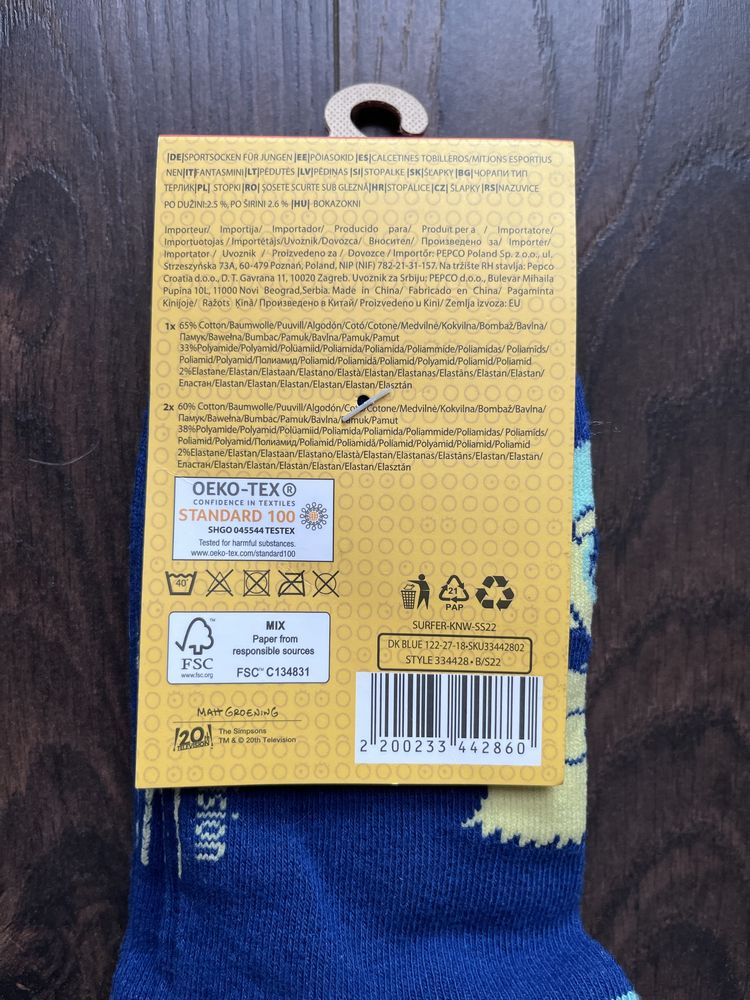 |DE|SPORTSOCKEN FÜR JUNGEN |EE|PÕIASOKID |ES|CALCETINES TOBILLEROS/MITJONS ESPORTIUS
NEN|IT|FANTASMINI|LT|PĖDUTĖS |LV|PĒDIŅAS |SI|STOPALKE |SK|ŠLAPKY |BG|ЧОРАПИ ТИП
ТЕРЛИК|PL| STOPKI |RO| ȘOSETE SCURTE SUB GLEZNĂ|HR|STOPALICE |CZ| ŠLAPKY |RS|NAZUVICE
PO DUŽINI:2.5 %, PO ŠIRINI 2.6 % |HU| BOKAZOKNI
Importeur/ Importija/ Importador/ Producido para/ Produït per a / Importatore/
Importuotojas / Importētājs/Uvoznik/Dovozca/ Вносител/ Произведено за/ Importer/
Importator/ Uvoznik / Proizvedeno za/ Dovozce / Importőr: PEPCO Poland Sp. z o.o., ul.
Strzeszyńska 73A, 60-479 Poznań, Poland, NIP (NIF) 782-21-31-157. Na tržište RH stavlja: Pepco
Croatia d.o.o., D. T. Gavrana 11, 10020 Zagreb. Uvoznik za Srbiju: PEPCO d.o.o., Bulevar Mihaila
Pupina 10L, 11000 Novi Beograd,Serbia. Made in China/ Fabricado en China/ Pagaminta
Kinijoje/ Ražots Ķīnā/ Произведено в Китай/ Proizvedeno u Kini/ Zemlja izvoza: EU
1x 65% Cotton/Baumwolle/Puuvill/Algodón/Cotó/Cotone/Medvilnė/Kokvilna/Bombaž/Bavlna/
Памук/Bawełna/Bumbac/Pamuk/Bavlna/Pamuk/Pamut
33%Polyamide/Polyamid/Polüamiid/Poliamida/Poliamida/Poliammide/Poliamidas/ Poliamīds/
Poliamid/Polyamid/Полиамид/Poliamid/Poliamidă/Poliamid/Polyamid/Poliamid/Poliamid
2%Elastane/Elastan/Elastaan/Elastano/Elastà/Elastan/Elastanas/Elastāns/Elastan/Elastan/
Еластан/Elastan/Elastan/Elastan/Elastan/Elastan/Elasztán
2x 60% Cotton/Baumwolle/Puuvill/Algodón/Cotó/Cotone/Medvilnė/Kokvilna/Bombaž/Bavlna/
Памук/Bawełna/Bumbac/Pamuk/Bavlna/Pamuk/Pamut
38%Polyamide/Polyamid/Polüamiid/Poliamida/Poliamida/Poliammide/Poliamidas/ Poliamīds/
Poliamid/Polyamid/Полиамид/Poliamid/Poliamidă/Poliamid/Polyamid/Poliamid/Poliamid
2%Elastane/Elastan/Elastaan/Elastano/Elastà/Elastan/Elastanas/Elastāns/Elastan/Elastan/
Еластан/Elastan/Elastan/Elastan/Elastan/Elastan/Elasztán
OEKO-TEX®
CONFIDENCE IN TEXTILES
STANDARD 100
SHGO 045544 TESTEX
Tested for harmful substances.
www.oeko-tex.com/standard100
40
21
PAP
SURFER-KNW-SS22
DK BLUE 122-27-18-SKU33442802
STYLE 334428 • B/S22
FSC
www.fsc.org
MIX
Paper from
responsible sources
FSC™ C134831
MATT GROENING
20th
TELEVISION
The Simpsons
TM & © 20th Television
2 200233 442860